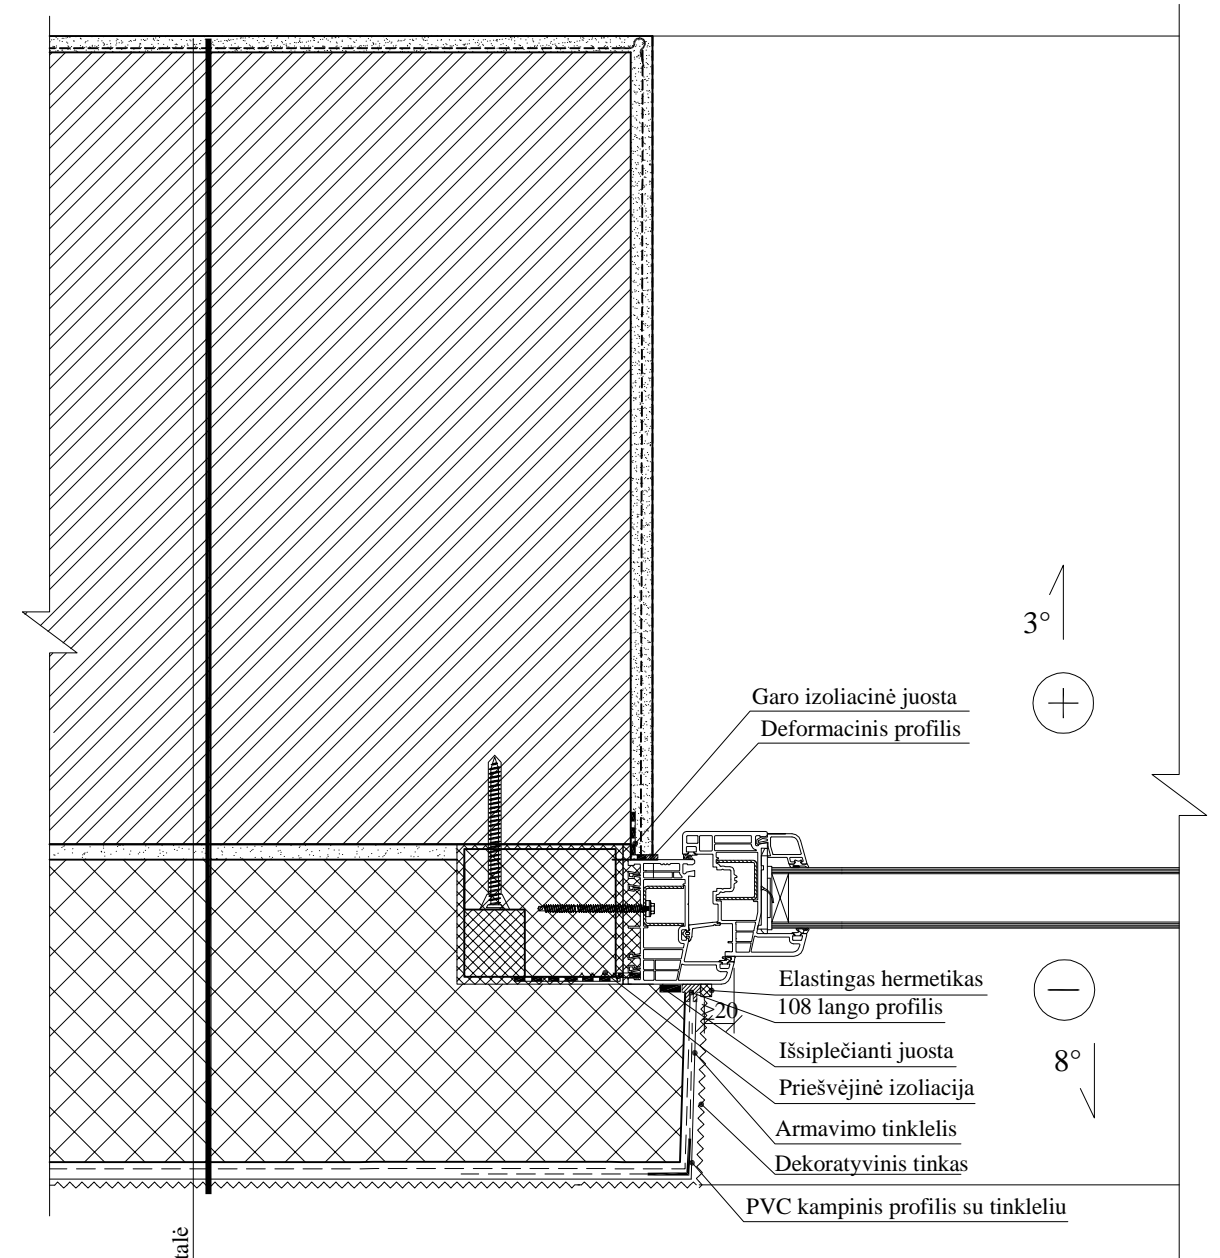 3°
+
Garo izoliacinė juosta
Deformacinis profilis
Elastingas hermetikas
108 lango profilis
20
Išsiplečianti juosta
Priešvėjinė izoliacija
Armavimo tinklelis
Dekoratyvinis tinkas
PVC kampinis profilis su tinkleliu
−
8°
talė